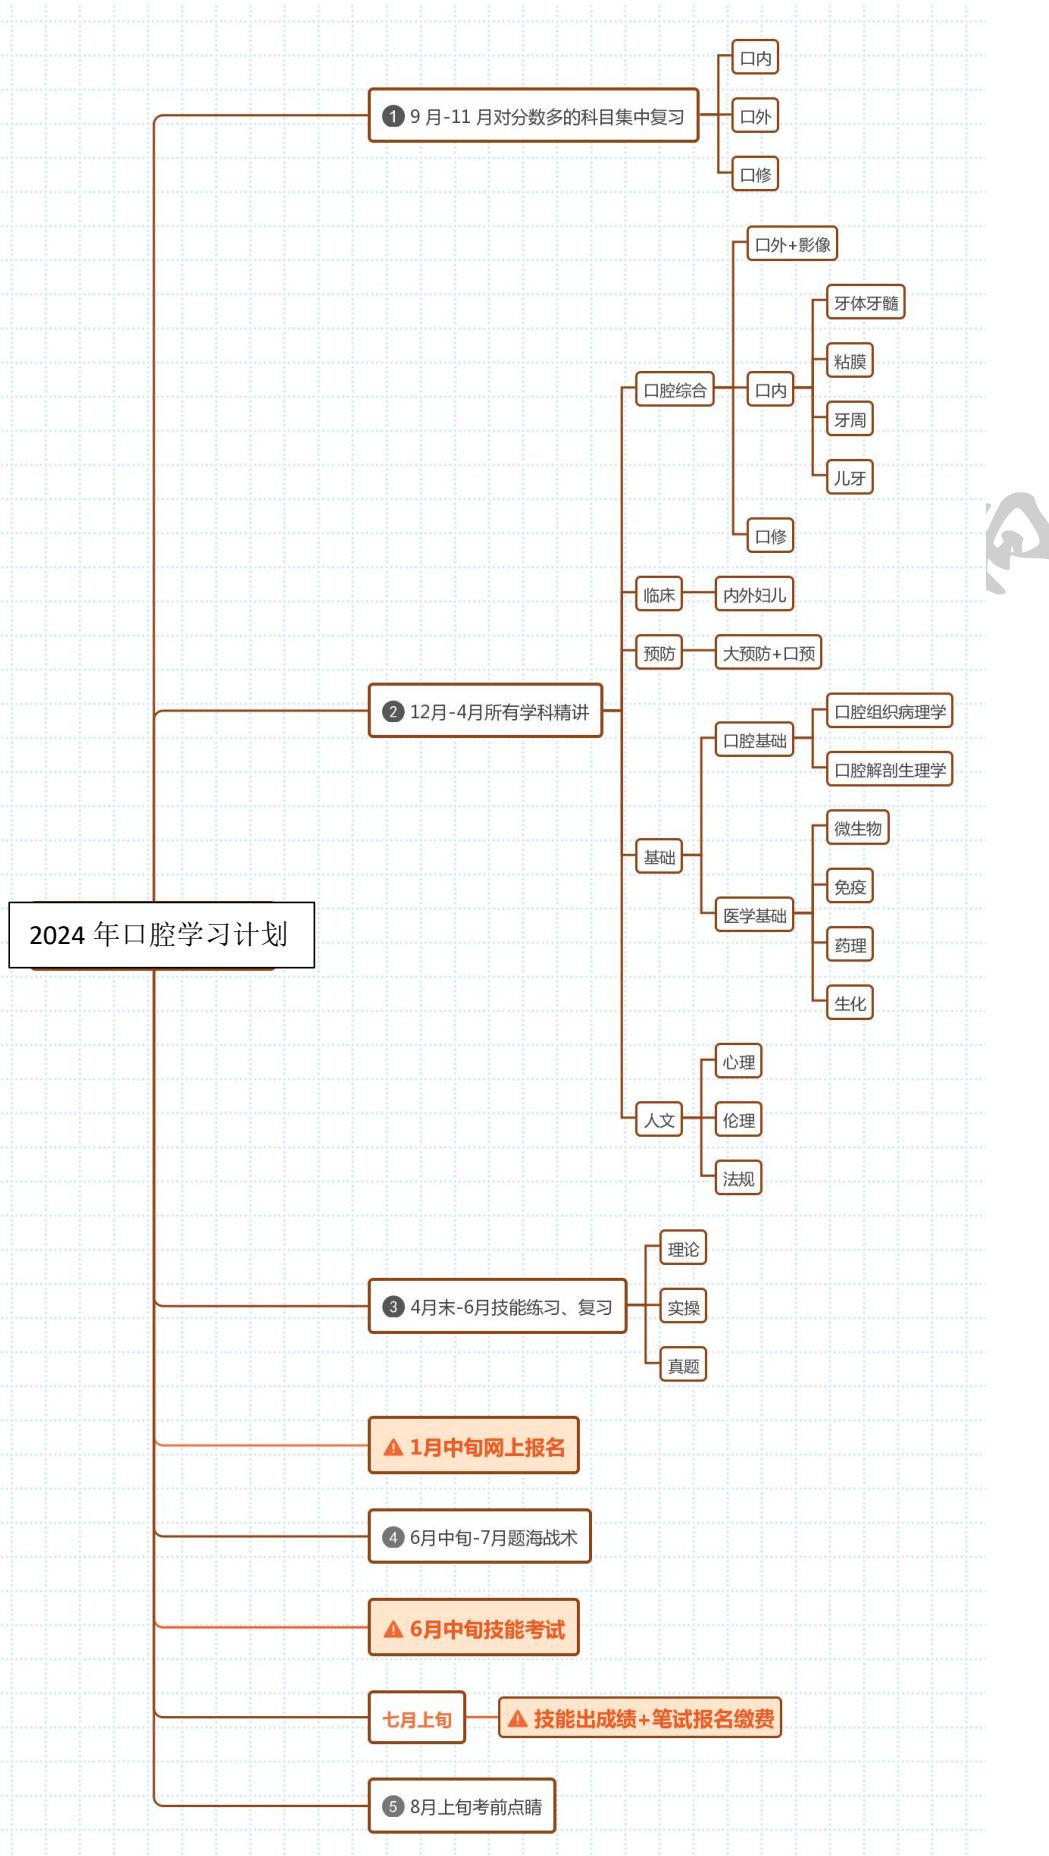 口内
① 9 月-11 月对分数多的科目集中复习
口外
口修
口外+影像
牙体牙髓
粘膜
口腔综合
口内
牙周
儿牙
口修
临床
内外妇儿
预防
大预防+口预
② 12月-4月所有学科精讲
口腔组织病理学
口腔基础
口腔解剖生理学
微生物
基础
免疫
医学基础
药理
生化
2024 年口腔学习计划
心理
人文
伦理
法规
理论
③ 4月末-6月技能练习、复习
实操
真题
1月中旬网上报名
④ 6月中旬-7月题海战术
6月中旬技能考试
七月上旬
技能出成绩+笔试报名缴费
⑤ 8月上旬考前点睛